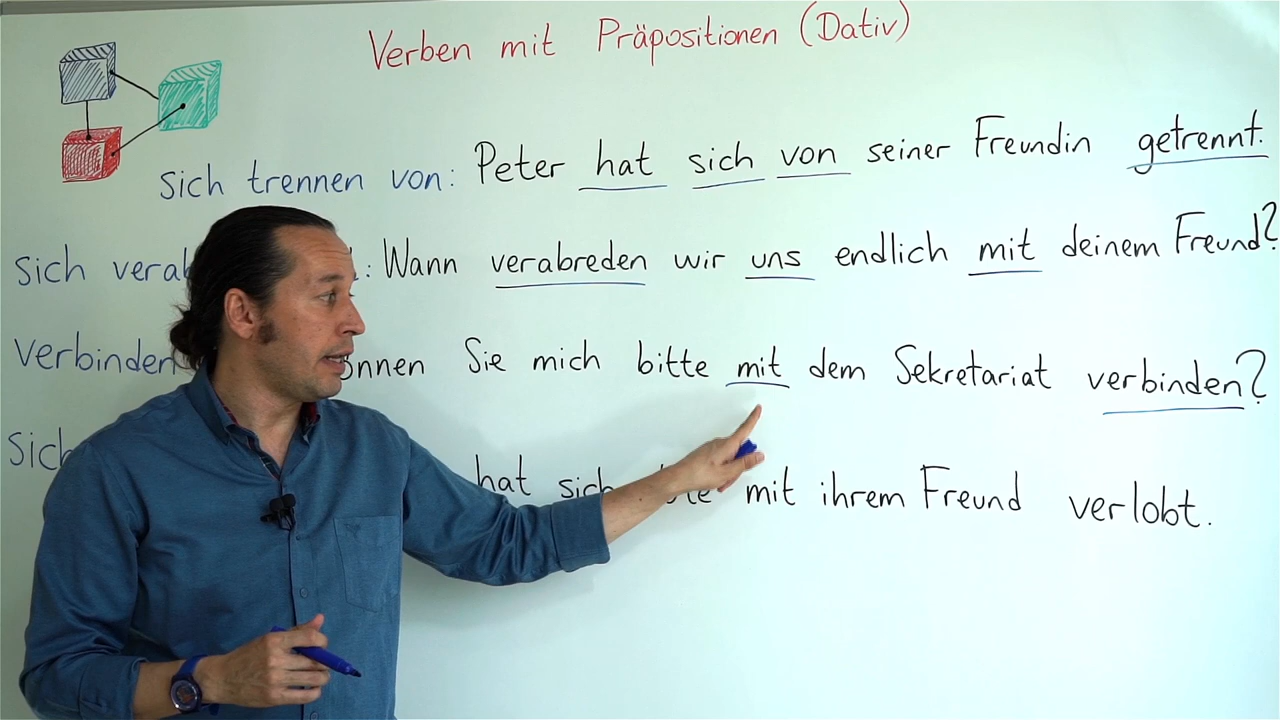 Verben mit Präpositionen (Dativ)
sich trennen von: Peter hat sich von seiner Freundin getrennt.
sich : Wann verabreden wir uns endlich mit deinem Freund?
verbinden Sie mich bitte mit dem Sekretariat verbinden?
sich hat sich mit ihrem Freund verlobt.